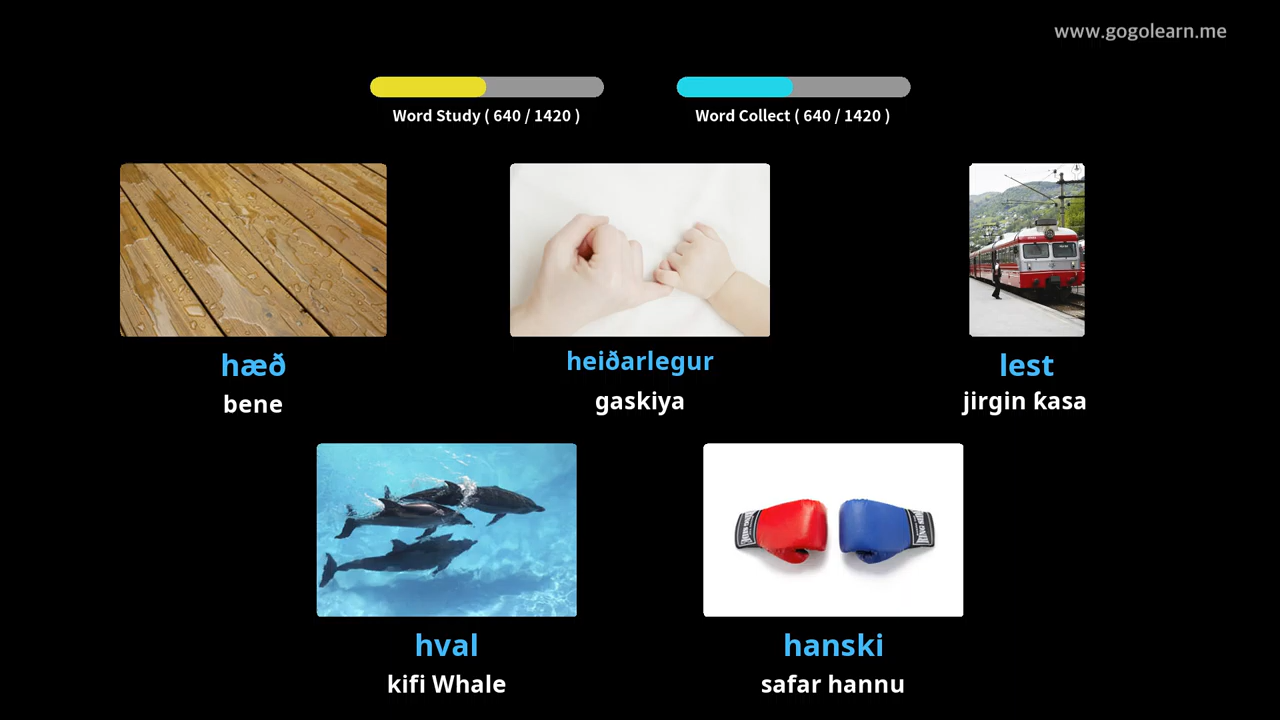 www.gogolearn.me
Word Study ( 640 / 1420 )
Word Collect ( 640 / 1420 )
hæð
bene
heiðarlegur
gaskiya
lest
jirgin ƙasa
hval
kifi Whale
hanski
safar hannu